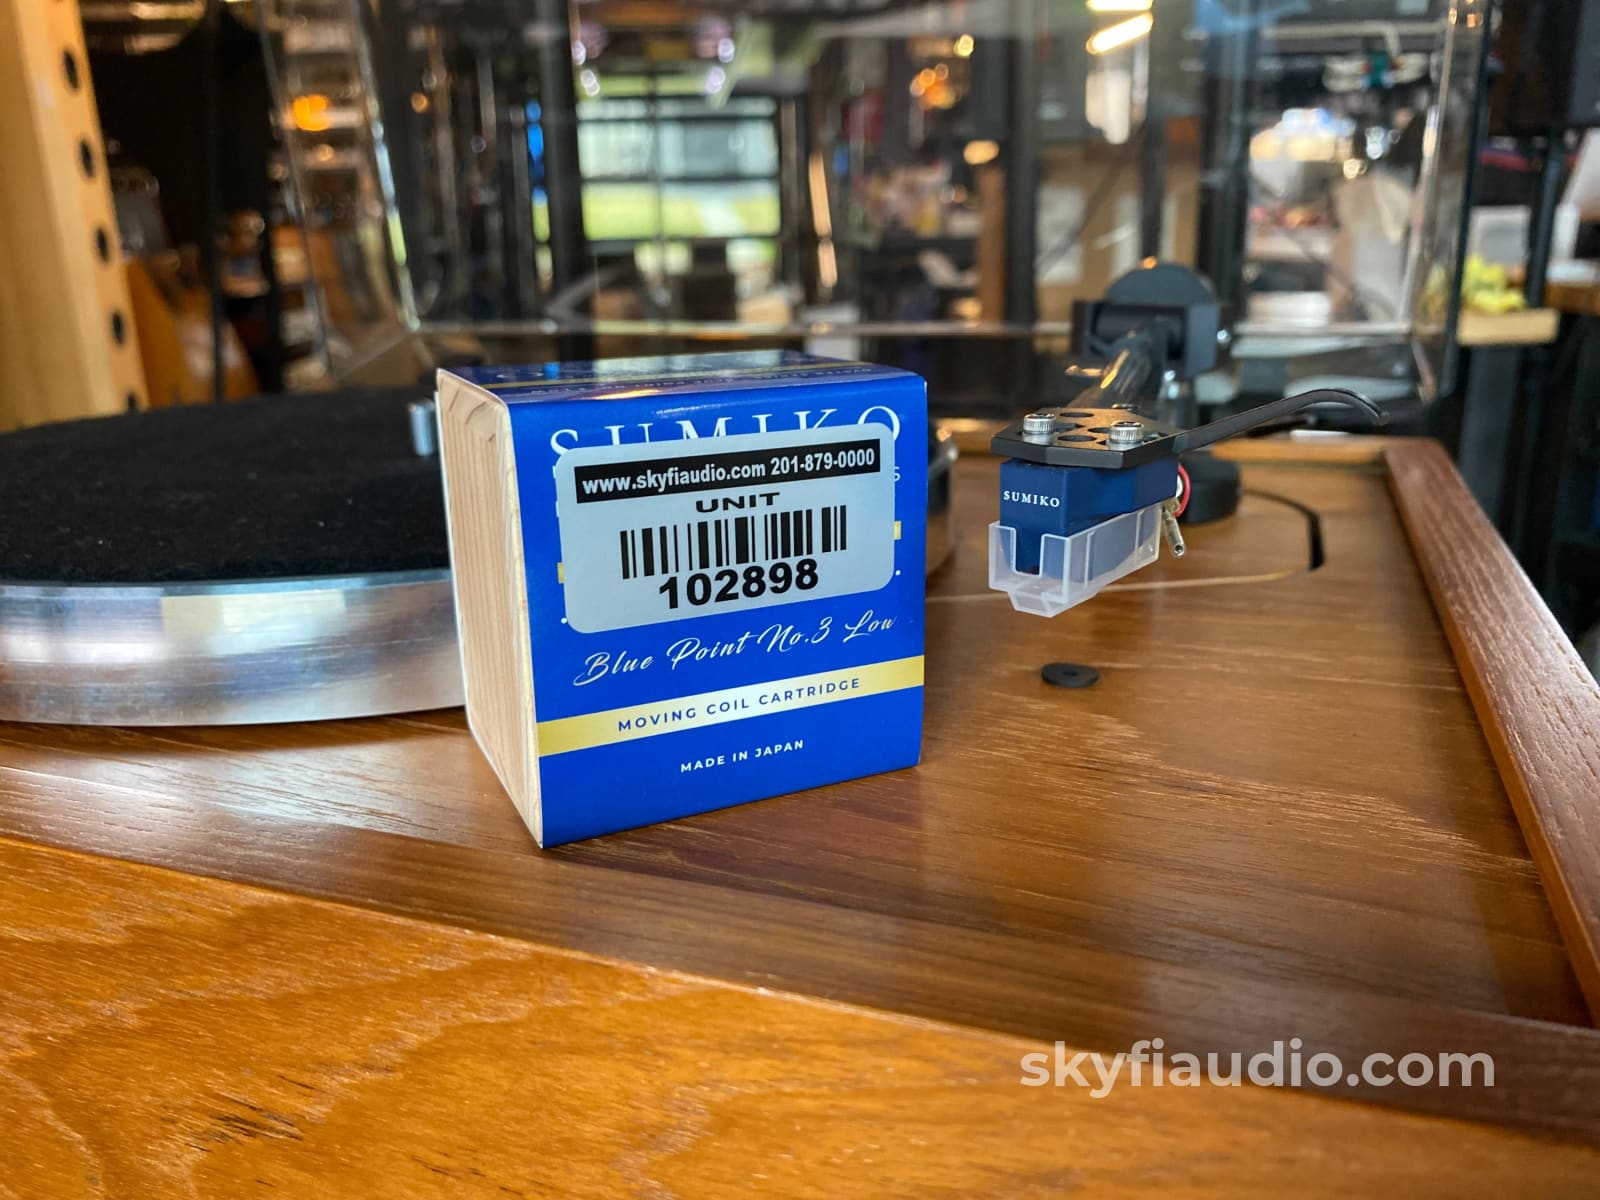 SUMIKO
www.skyfiaudio.com 201-879-0000
UNIT
102898
Blue Point No.3 Low
MOVING COIL CARTRIDGE
MADE IN JAPAN
SUMIKO
skyfiaudio.com